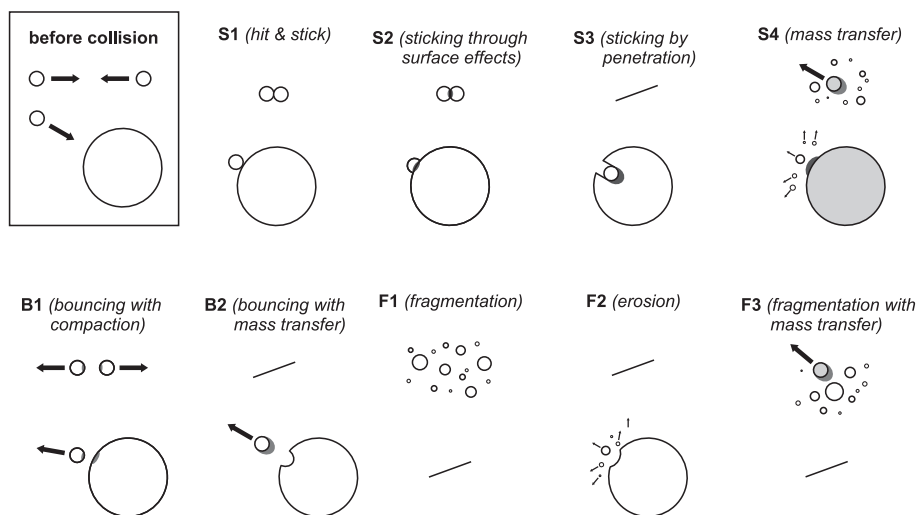 before collision
S1 (hit & stick)
S2 (sticking through
surface effects)
S3 (sticking by
penetration)
S4 (mass transfer)
B1 (bouncing with
compaction)
B2 (bouncing with
mass transfer)
F1 (fragmentation)
F2 (erosion)
F3 (fragmentation with
mass transfer)